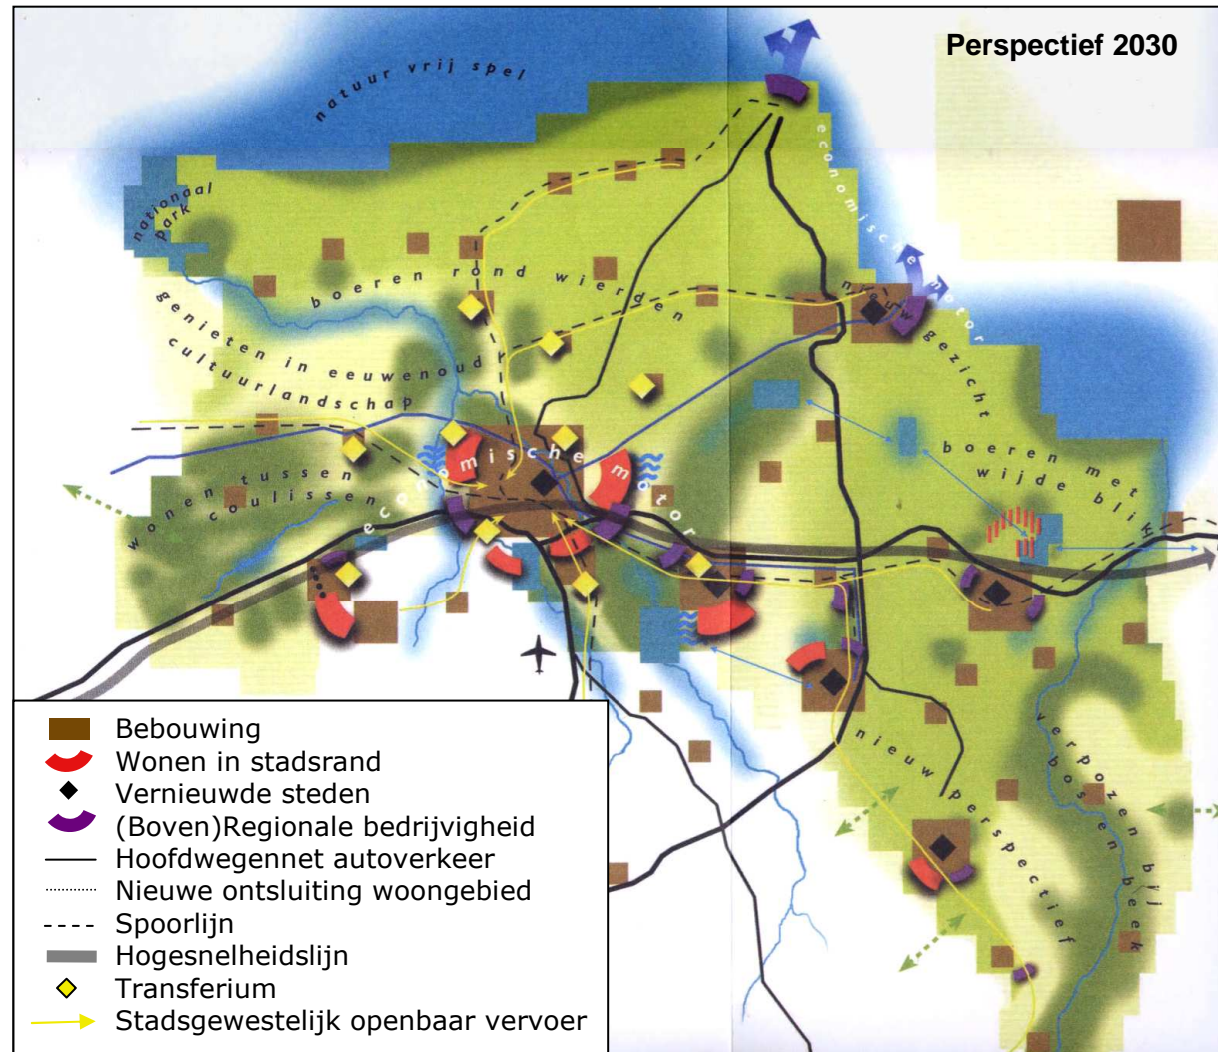 Perspectief 2030
natuur vrij spel
economische motor
nationaal
park
boeren rond wierden
nieuw gezicht
genieten in eeuwenoud
cultuurlandschap
boeren met
wijde blik
wonen tussen
coulissen
economische motor
nieuw perspectief
verpozen bij
bos en beek
Bebouwing
Wonen in stadsrand
Vernieuwde steden
(Boven)Regionale bedrijvigheid
Hoofdwegennet autoverkeer
Nieuwe ontsluiting woongebied
Spoorlijn
Hogesnelheidslijn
Transferium
Stadsgewestelijk openbaar vervoer